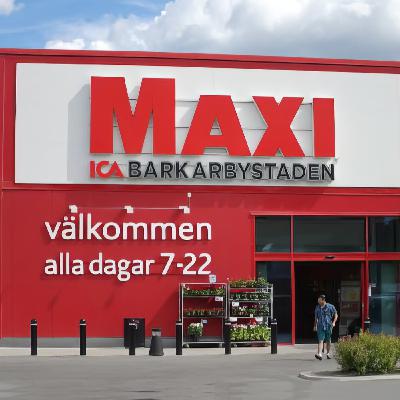 MAXI
ICA BARKARBYSTADEN
välkommen
alla dagar 7-22